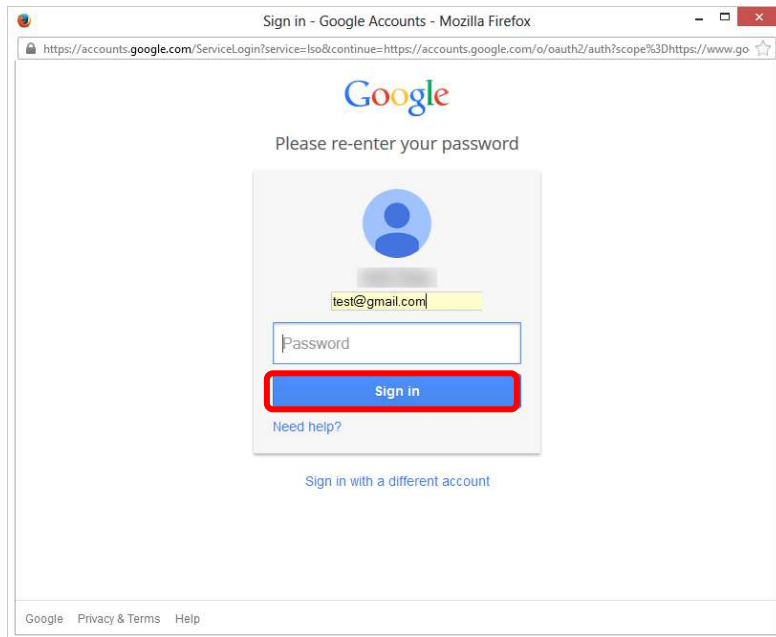 Sign in - Google Accounts - Mozilla Firefox
https://accounts.google.com/ServiceLogin?service=lso&continue=https://accounts.google.com/o/oauth2/auth?scope%3Dhttps://www.go
Google
Please re-enter your password
test@gmail.com
Password
Sign in
Need help?
Sign in with a different account
Google Privacy & Terms Help